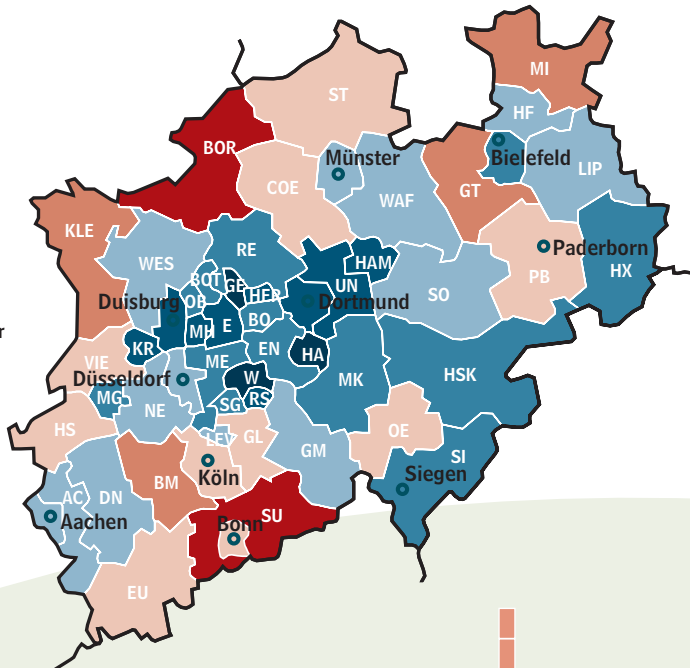 MI
ST
HF
BOR
Münster
Bielefeld
COE
LIP
GT
WAF
KLE
RE
Paderborn
WES
HAM
HX
PB
BOT
GE
UN
SO
OB
HER
Duisburg
Dortmund
BO
MH
E
r
KR
EN
HA
VIE
ME
HSK
Düsseldorf
W
MK
MG
RS
SG
NE
HS
LEV
GL
OE
GM
SI
Köln
Siegen
BM
AC
DN
SU
Aachen
Bonn
EU